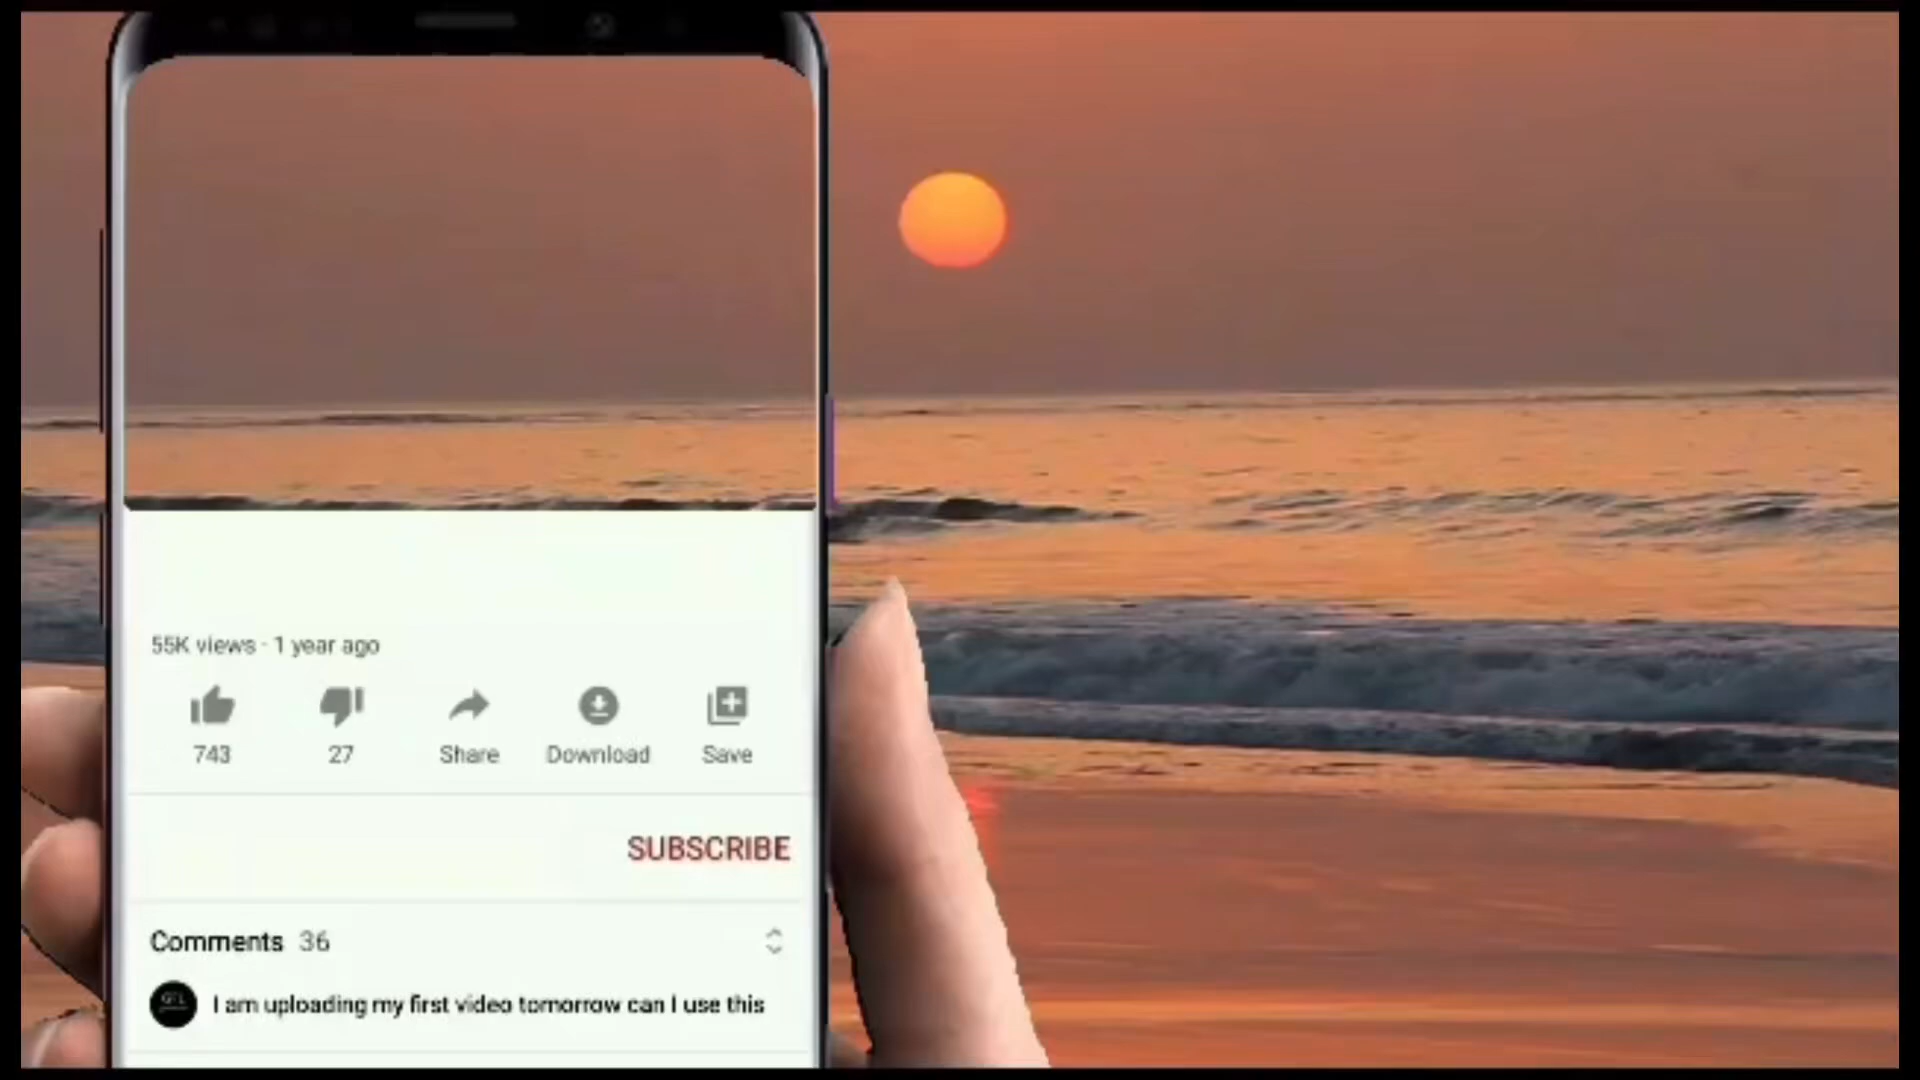 55K views · 1 year ago
743
27
Share
Download
Save
SUBSCRIBE
Comments 36
I am uploading my first video tomorrow can I use this